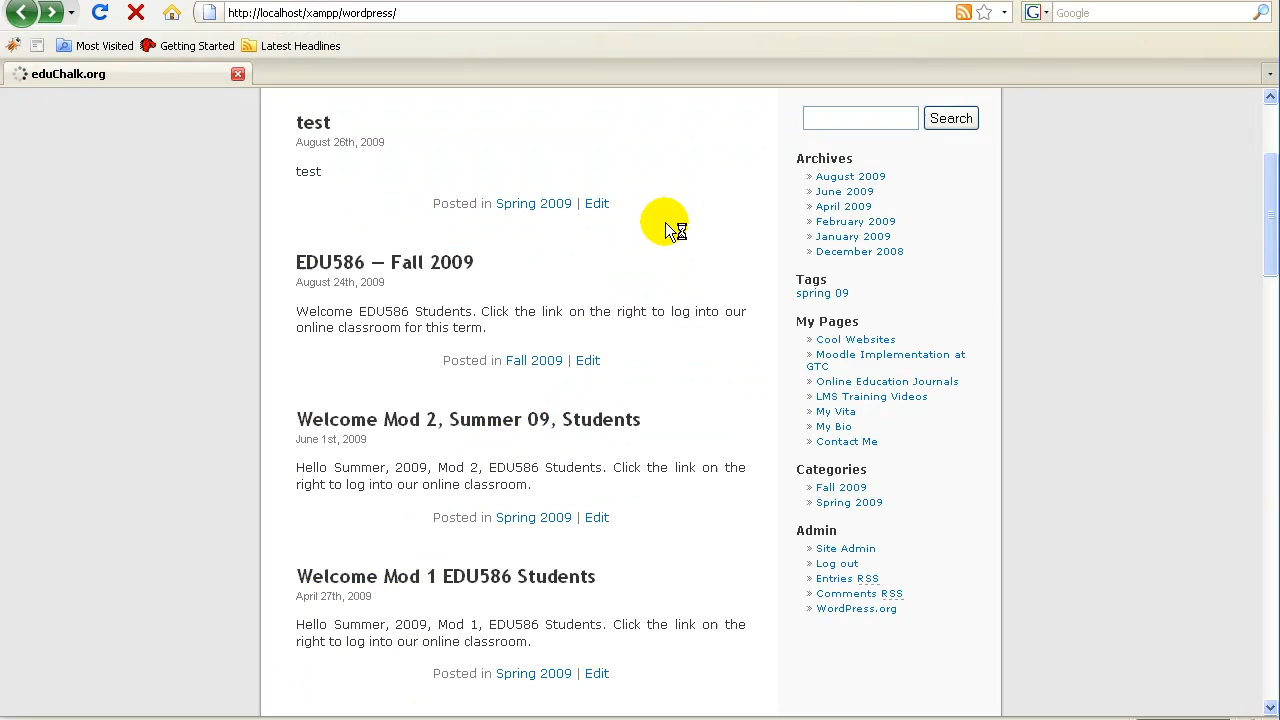 http://localhost/xampp/wordpress/
Google
Most Visited
Getting Started
Latest Headlines
eduChalk.org
test
August 26th, 2009
test
Posted in Spring 2009 | Edit
EDU586 – Fall 2009
August 24th, 2009
Welcome EDU586 Students. Click the link on the right to log into our
online classroom for this term.
Posted in Fall 2009 | Edit
Welcome Mod 2, Summer 09, Students
June 1st, 2009
Hello Summer, 2009, Mod 2, EDU586 Students. Click the link on the
right to log into our online classroom.
Posted in Spring 2009 | Edit
Welcome Mod 1 EDU586 Students
April 27th, 2009
Hello Summer, 2009, Mod 1, EDU586 Students. Click the link on the
right to log into our online classroom.
Posted in Spring 2009 | Edit
Search
Archives
» August 2009
» June 2009
» April 2009
» February 2009
» January 2009
» December 2008
Tags
spring 09
My Pages
» Cool Websites
» Moodle Implementation at
GTC
» Online Education Journals
» LMS Training Videos
» My Vita
» My Bio
» Contact Me
Categories
» Fall 2009
» Spring 2009
Admin
» Site Admin
» Log out
» Entries RSS
» Comments RSS
» WordPress.org